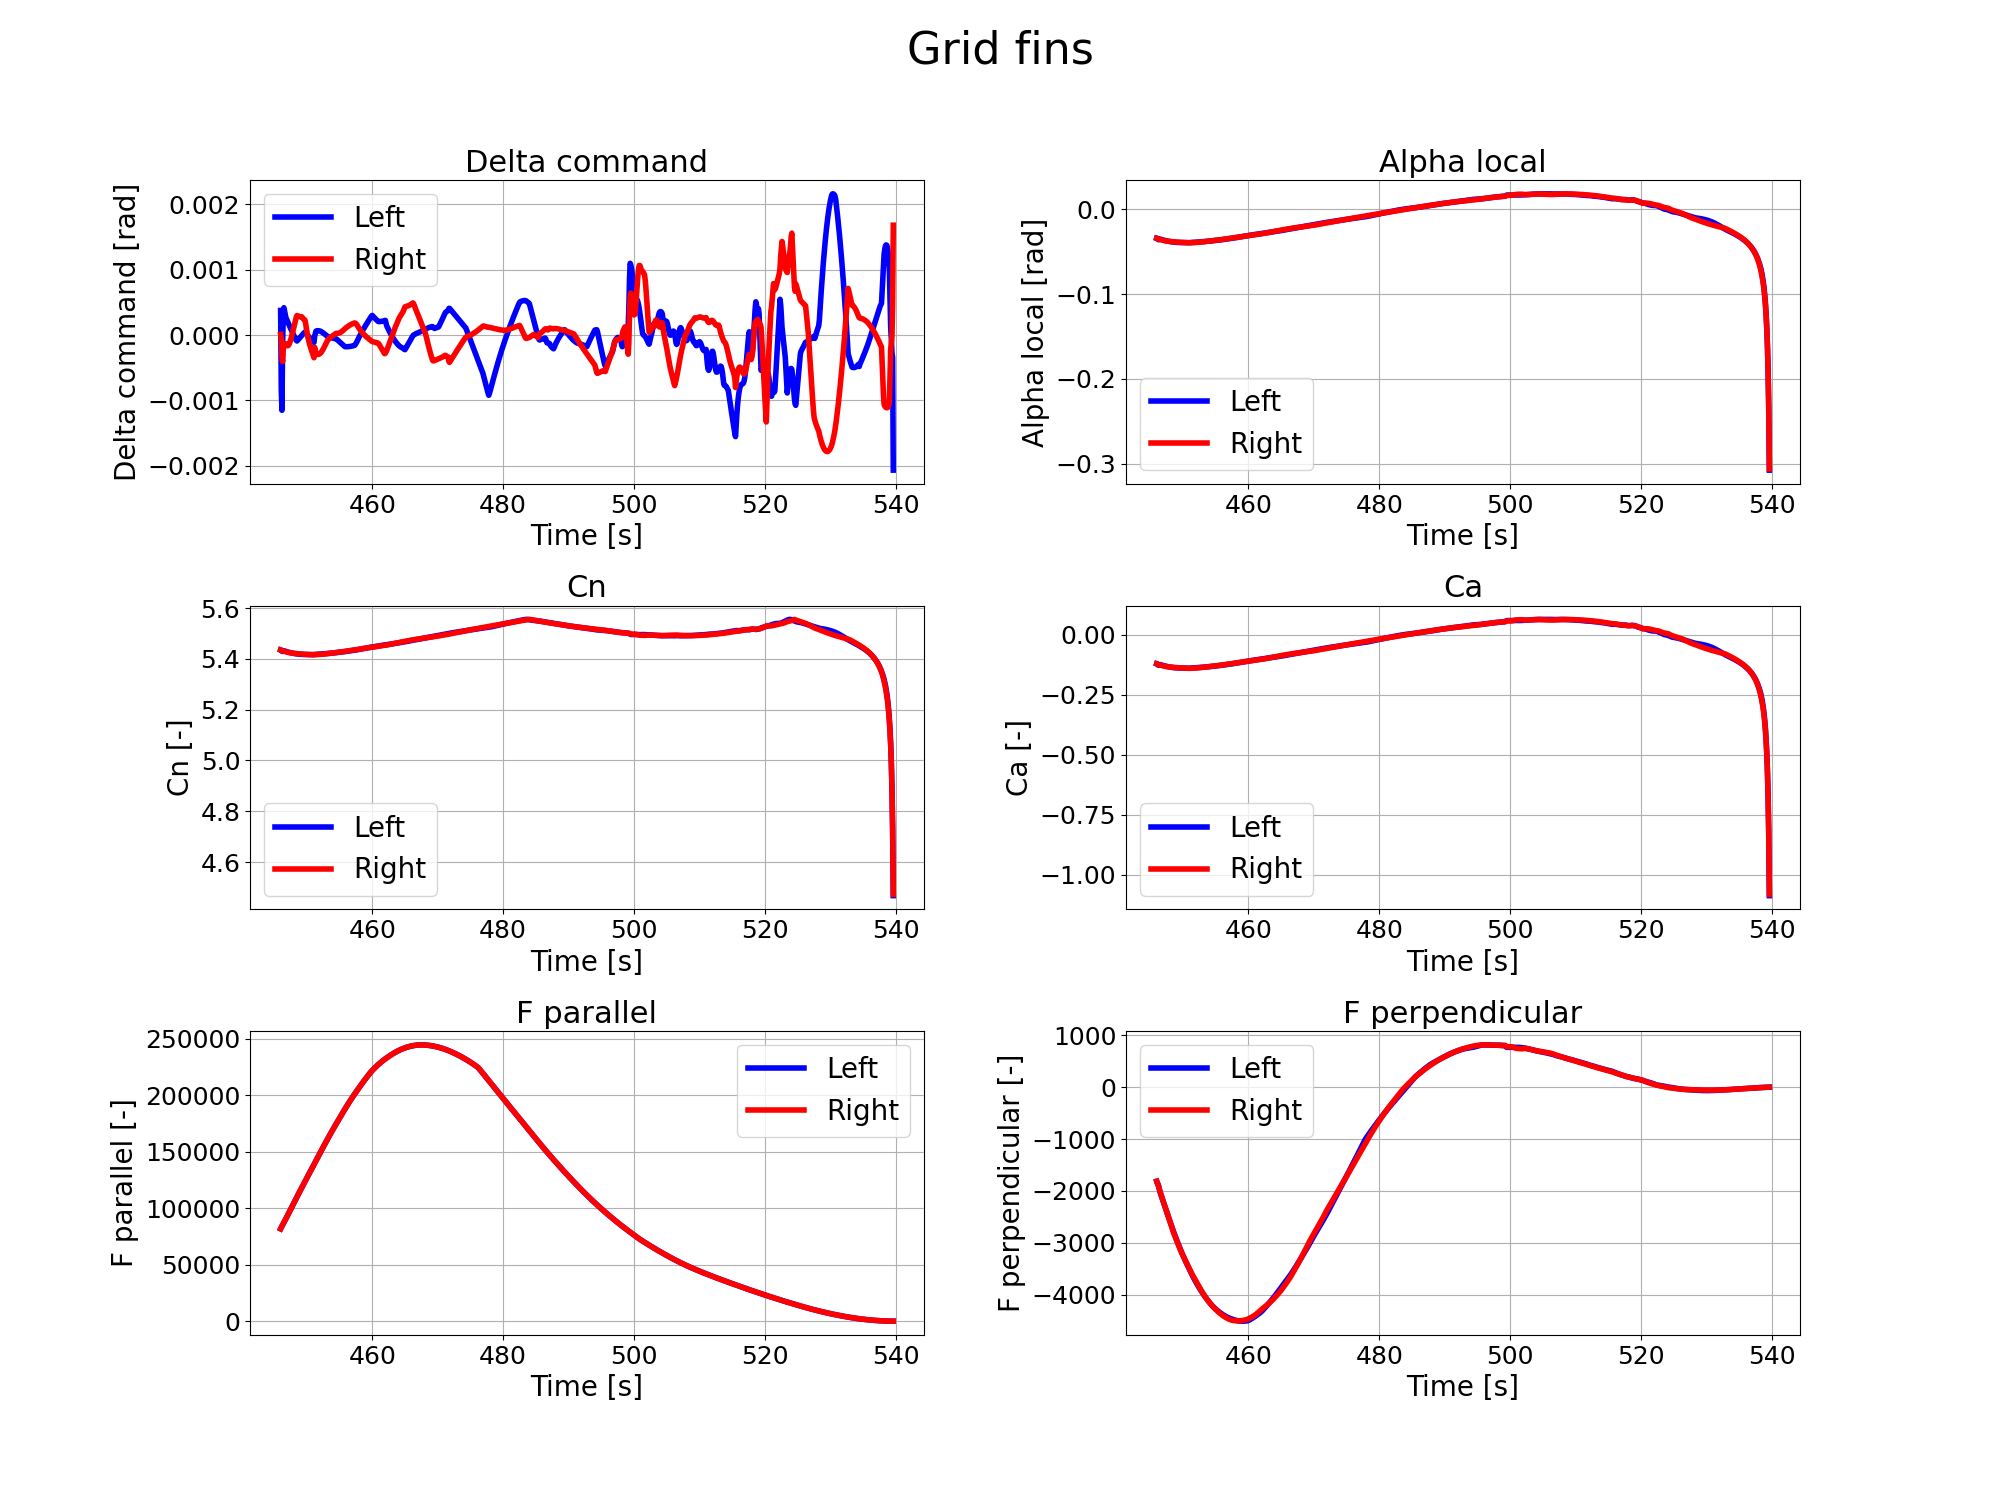 Grid fins
Delta command
Delta command [rad]
0.002
0.001
0.000
−0.001
−0.002
Left
Right
460 480 500 520 540
Time [s]
Alpha local
Alpha local [rad]
0.0
−0.1
−0.2
−0.3
Left
Right
460 480 500 520 540
Time [s]
Cn
Cn [-]
5.6
5.4
5.2
5.0
4.8
4.6
Left
Right
460 480 500 520 540
Time [s]
Ca
Ca [-]
0.00
−0.25
−0.50
−0.75
−1.00
Left
Right
460 480 500 520 540
Time [s]
F parallel
F parallel [-]
250000
200000
150000
100000
50000
0
Left
Right
460 480 500 520 540
Time [s]
F perpendicular
F perpendicular [-]
1000
0
−1000
−2000
−3000
−4000
Left
Right
460 480 500 520 540
Time [s]